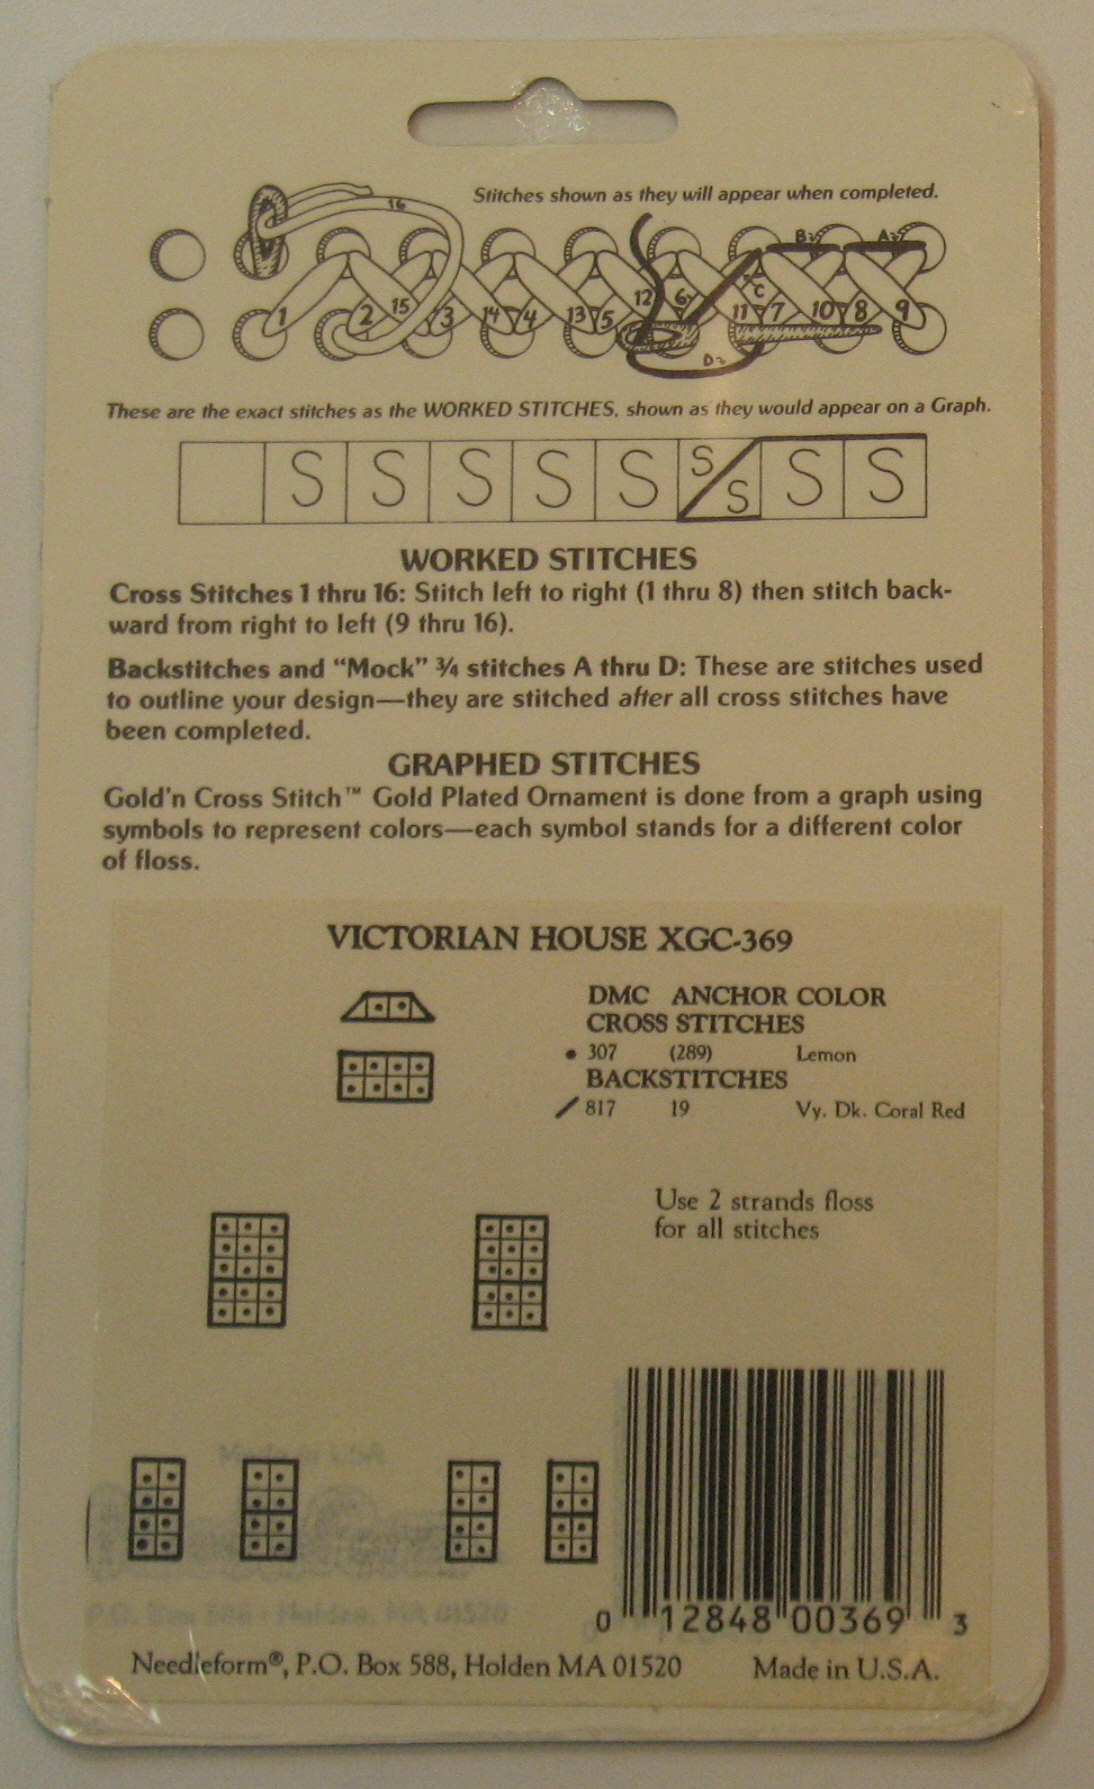 Stitches shown as they will appear when completed.
16
B
A
1 2 15 3 14 4 13 5 12 6 11 C 7 10 8 9
D
These are the exact stitches as the WORKED STITCHES, shown as they would appear on a Graph.
S S S S S S S S S
WORKED STITCHES
Cross Stitches 1 thru 16: Stitch left to right (1 thru 8) then stitch back-
ward from right to left (9 thru 16).
Backstitches and “Mock” ¾ stitches A thru D: These are stitches used
to outline your design—they are stitched after all cross stitches have
been completed.
GRAPHED STITCHES
Gold'n Cross Stitch™ Gold Plated Ornament is done from a graph using
symbols to represent colors—each symbol stands for a different color
of floss.
VICTORIAN HOUSE XGC-369
DMC ANCHOR COLOR
CROSS STITCHES
• 307 (289) Lemon
BACKSTITCHES
/ 817 19 Vy. Dk. Coral Red
Use 2 strands floss
for all stitches
Made in USA
P.O. Box 588 · Holden, MA 01520
0 12848 00369 3
Needleform®, P.O. Box 588, Holden MA 01520 Made in U.S.A.